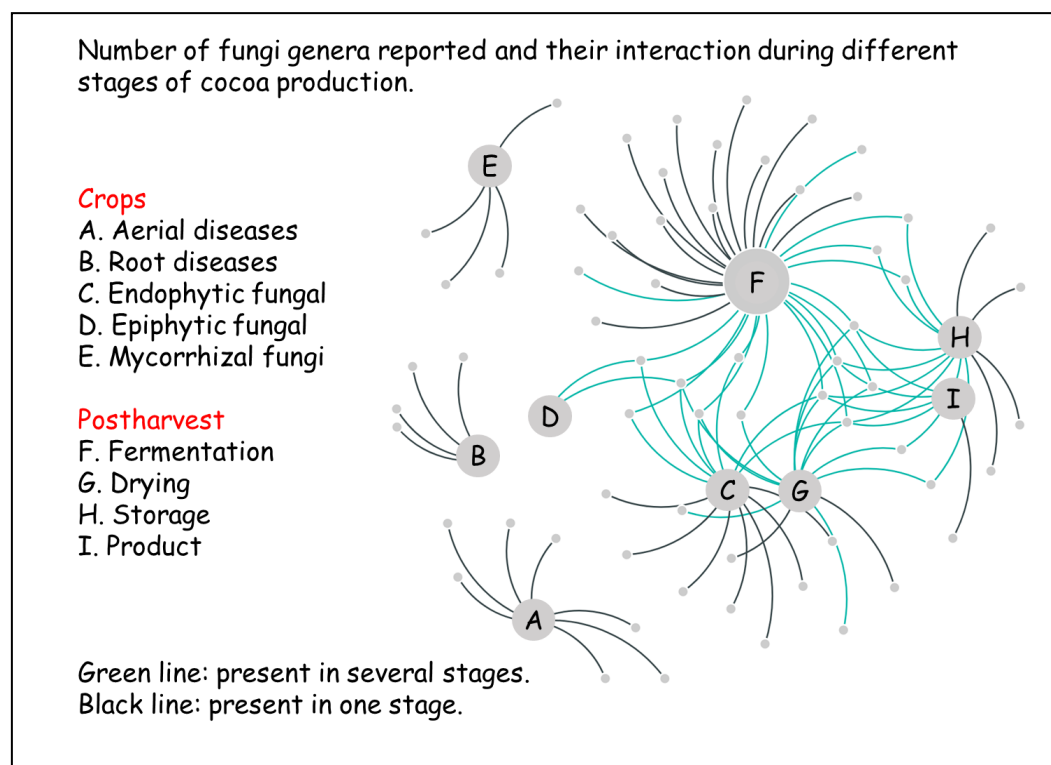 Number of fungi genera reported and their interaction during different
stages of cocoa production.
Crops
A. Aerial diseases
B. Root diseases
C. Endophytic fungal
D. Epiphytic fungal
E. Mycorrhizal fungi
Postharvest
F. Fermentation
G. Drying
H. Storage
I. Product
E
F
H
I
D
B
C
G
A
Green line: present in several stages.
Black line: present in one stage.